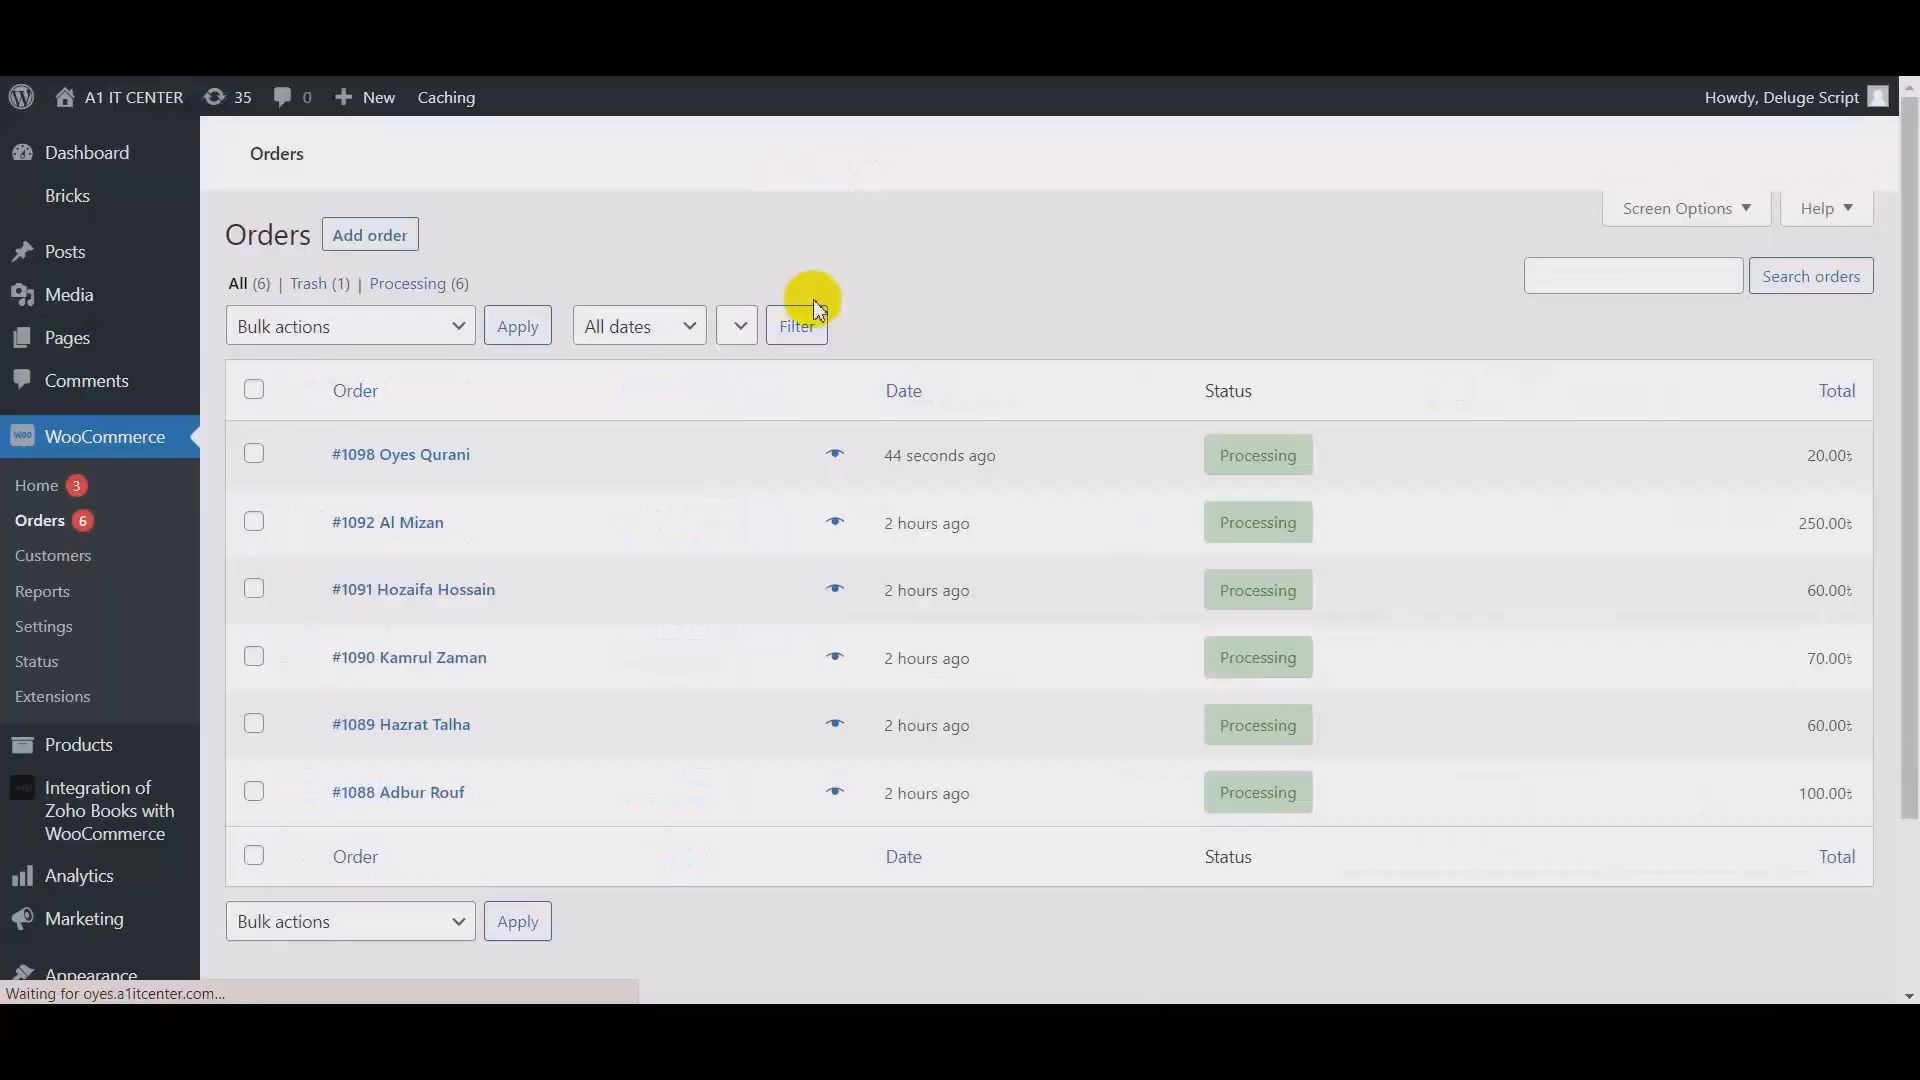 A1 IT CENTER 35 0 New Caching Howdy, Deluge Script
Dashboard
Bricks
Posts
Media
Pages
Comments
WooCommerce
Home 3
Orders 6
Customers
Reports
Settings
Status
Extensions
Products
Integration of
Zoho Books with
WooCommerce
Analytics
Marketing
Appearance
Orders
Screen Options Help
Orders Add order
All (6) | Trash (1) | Processing (6)
Search orders
Bulk actions Apply All dates Filter
Order Date Status Total
#1098 Oyes Qurani 44 seconds ago Processing 20.00৳
#1092 Al Mizan 2 hours ago Processing 250.00৳
#1091 Hozaifa Hossain 2 hours ago Processing 60.00৳
#1090 Kamrul Zaman 2 hours ago Processing 70.00৳
#1089 Hazrat Talha 2 hours ago Processing 60.00৳
#1088 Adbur Rouf 2 hours ago Processing 100.00৳
Order Date Status Total
Bulk actions Apply
Waiting for oyes.a1itcenter.com...